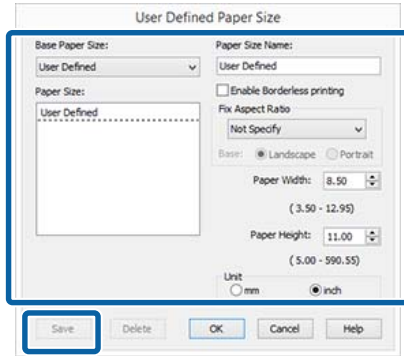 User Defined Paper Size
Base Paper Size:
User Defined
Paper Size:
User Defined
Paper Size Name:
User Defined
Enable Borderless printing
Fix Aspect Ratio
Not Specify
Base: Landscape Portrait
Paper Width: 8.50
( 3.50 - 12.95)
Paper Height: 11.00
( 5.00 - 590.55)
Unit
mm inch
Save Delete OK Cancel Help